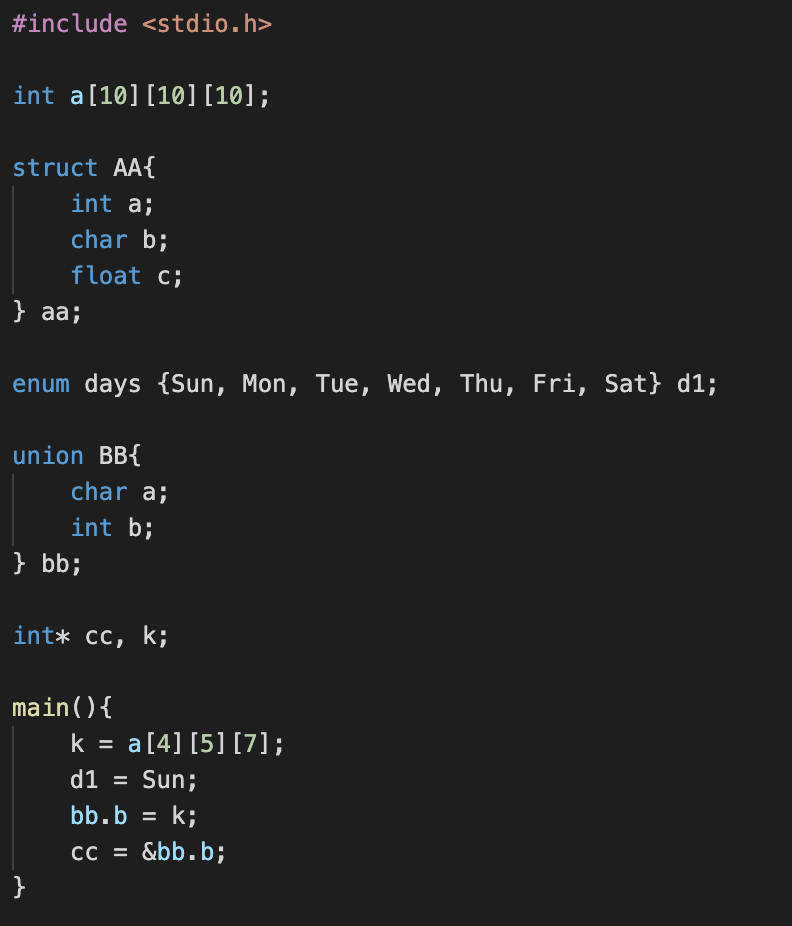 #include <stdio.h>
int a[10][10][10];
struct AA{
int a;
char b;
float c;
} aa;
enum days {Sun, Mon, Tue, Wed, Thu, Fri, Sat} d1;
union BB{
char a;
int b;
} bb;
int* cc, k;
main(){
k = a[4][5][7];
d1 = Sun;
bb.b = k;
cc = &bb.b;
}